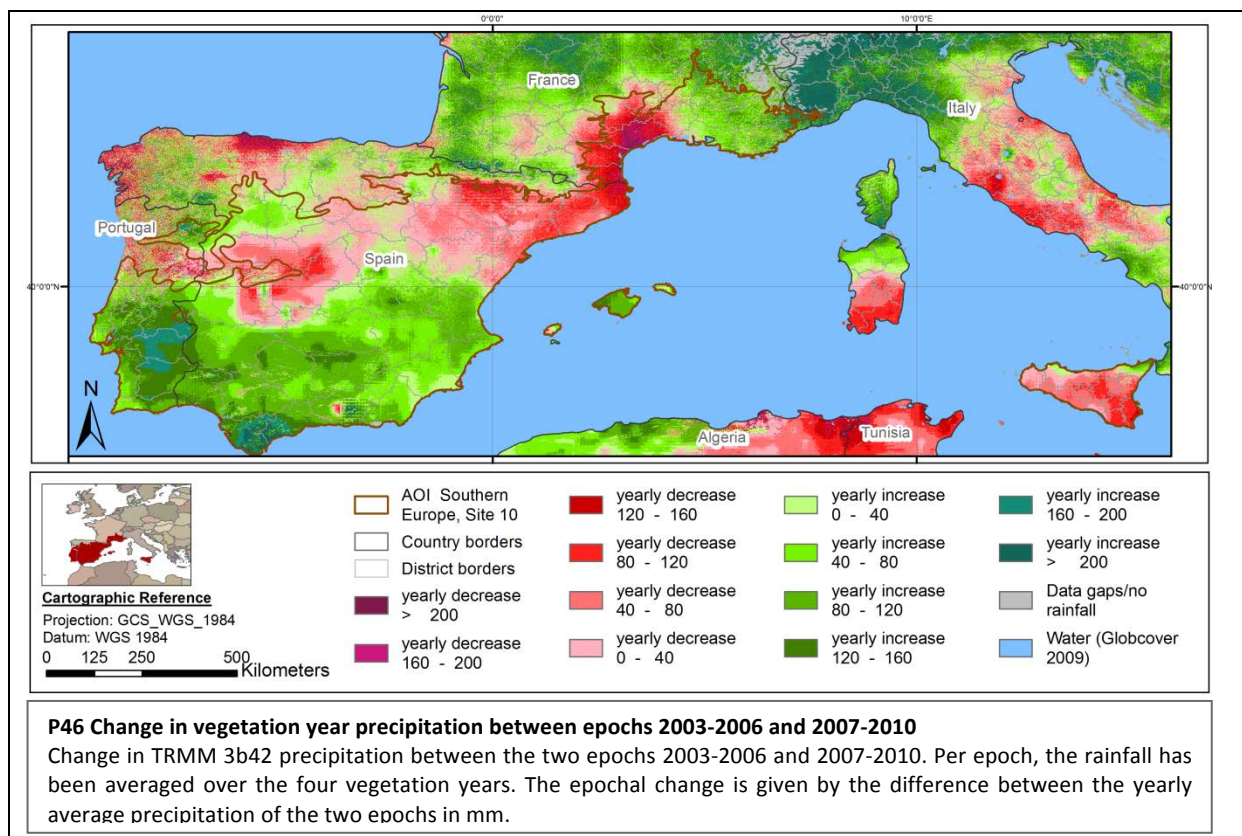 0°0'0"
10°0'0"E
France
Italy
Portugal
Spain
40°0'0"N
40°0'0"N
N
Algeria
Tunisia
Cartographic Reference
Projection: GCS_WGS_1984
Datum: WGS 1984
0 125 250 500
Kilometers
AOI Southern
Europe, Site 10
Country borders
District borders
yearly decrease
> 200
yearly decrease
160 - 200
yearly decrease
120 - 160
yearly decrease
80 - 120
yearly decrease
40 - 80
yearly decrease
0 - 40
yearly increase
0 - 40
yearly increase
40 - 80
yearly increase
80 - 120
yearly increase
120 - 160
yearly increase
160 - 200
yearly increase
> 200
Data gaps/no
rainfall
Water (Globcover
2009)
P46 Change in vegetation year precipitation between epochs 2003-2006 and 2007-2010
Change in TRMM 3b42 precipitation between the two epochs 2003-2006 and 2007-2010. Per epoch, the rainfall has
been averaged over the four vegetation years. The epochal change is given by the difference between the yearly
average precipitation of the two epochs in mm.